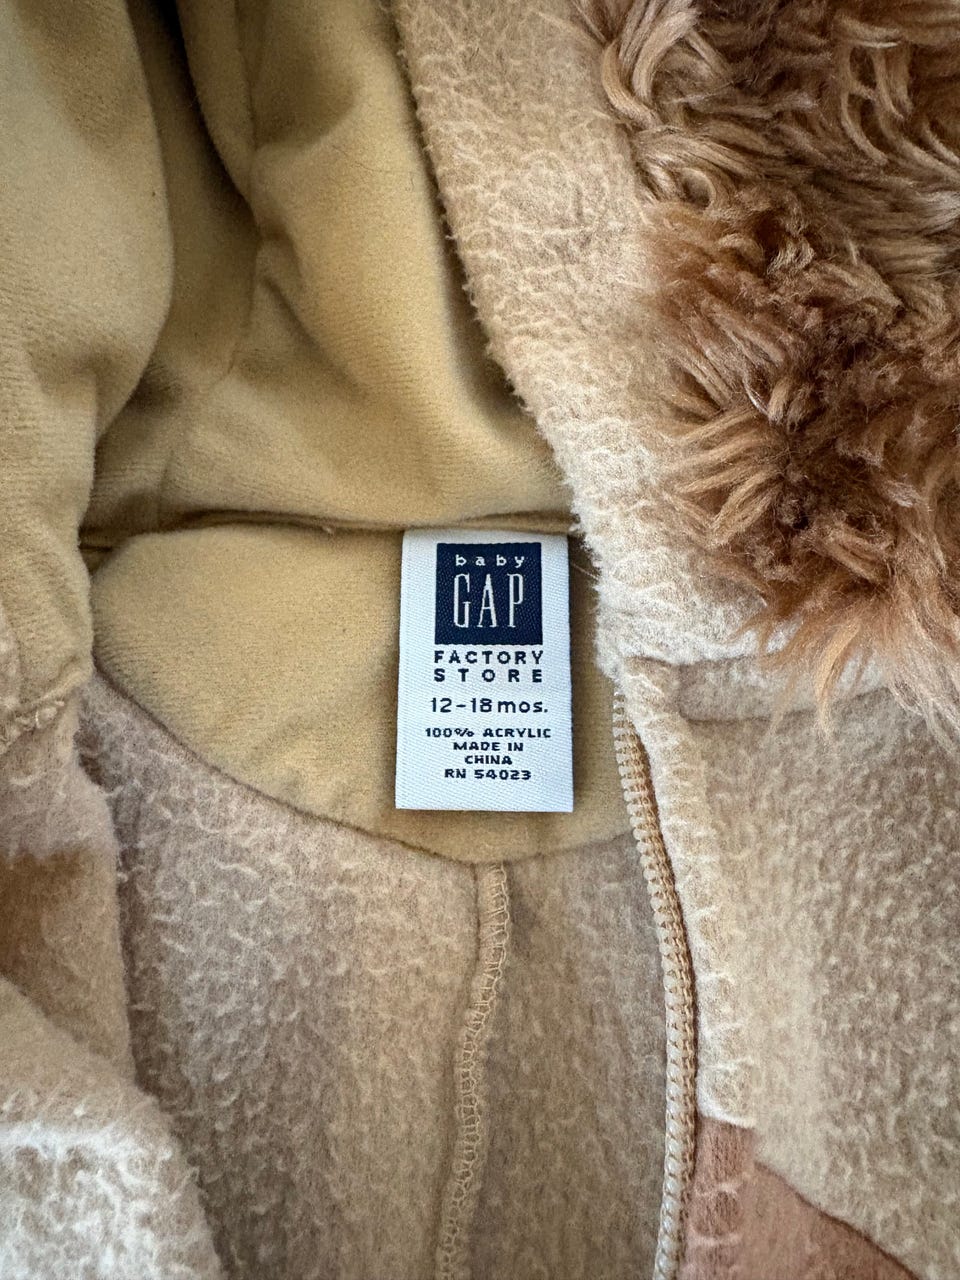 baby
GAP
FACTORY
STORE
12-18 mos.
100% ACRYLIC
MADE IN
CHINA
RN 54023